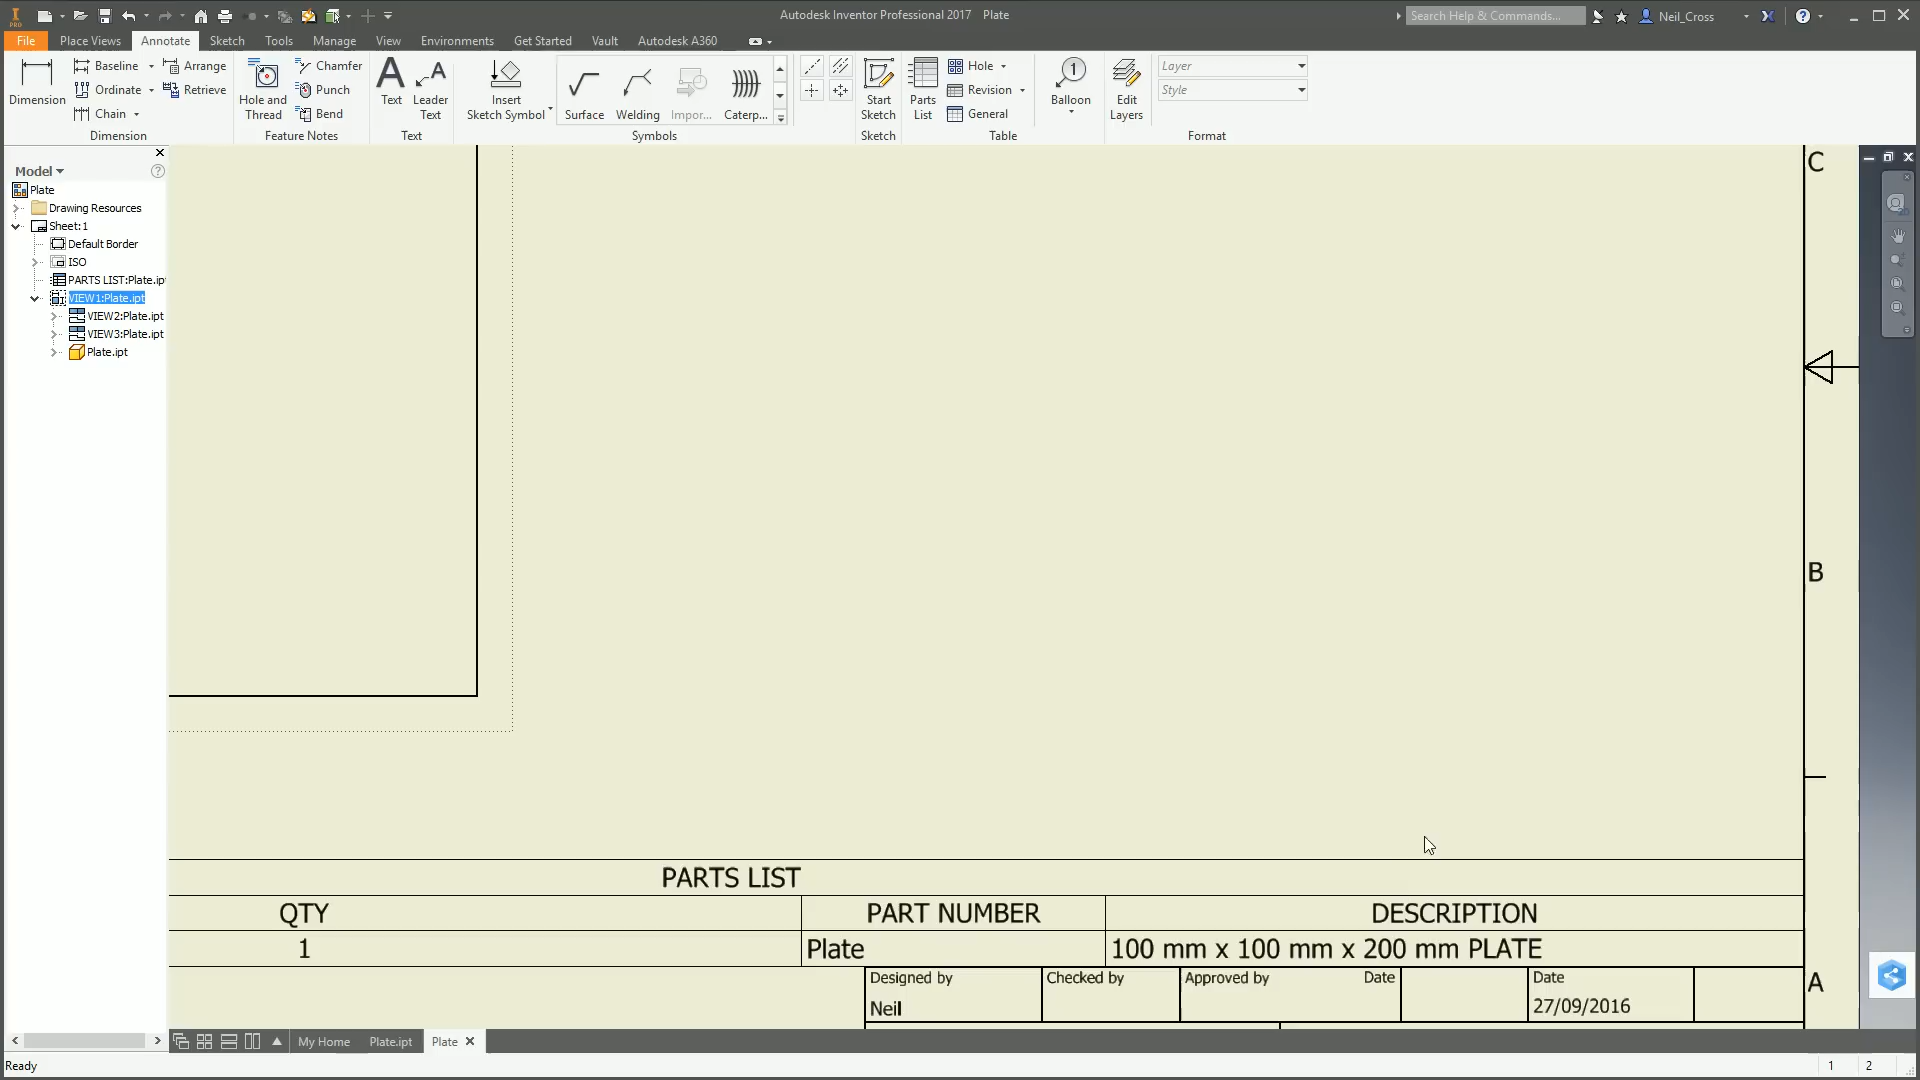 Autodesk Inventor Professional 2017 Plate
Search Help & Commands...
Neil_Cross
PRO
File Place Views Annotate Sketch Tools Manage View Environments Get Started Vault Autodesk A360
Dimension
Baseline
Ordinate
Chain
Arrange
Retrieve
Dimension
Hole and Thread
Chamfer
Punch
Bend
Feature Notes
Text
Leader Text
Text
Insert Sketch Symbol
Surface
Welding
Impor...
Caterp...
Symbols
Start Sketch
Sketch
Parts List
Hole
Revision
General
Table
Balloon
Edit Layers
Layer
Style
Format
Model
Plate
Drawing Resources
Sheet:1
Default Border
ISO
PARTS LIST:Plate.ip
VIEW1:Plate.ipt
VIEW2:Plate.ipt
VIEW3:Plate.ipt
Plate.ipt
C
B
A
PARTS LIST
QTY PART NUMBER DESCRIPTION
1 Plate 100 mm x 100 mm x 200 mm PLATE
Designed by Checked by Approved by Date Date
Neil 27/09/2016
My Home Plate.ipt Plate
Ready 1 2